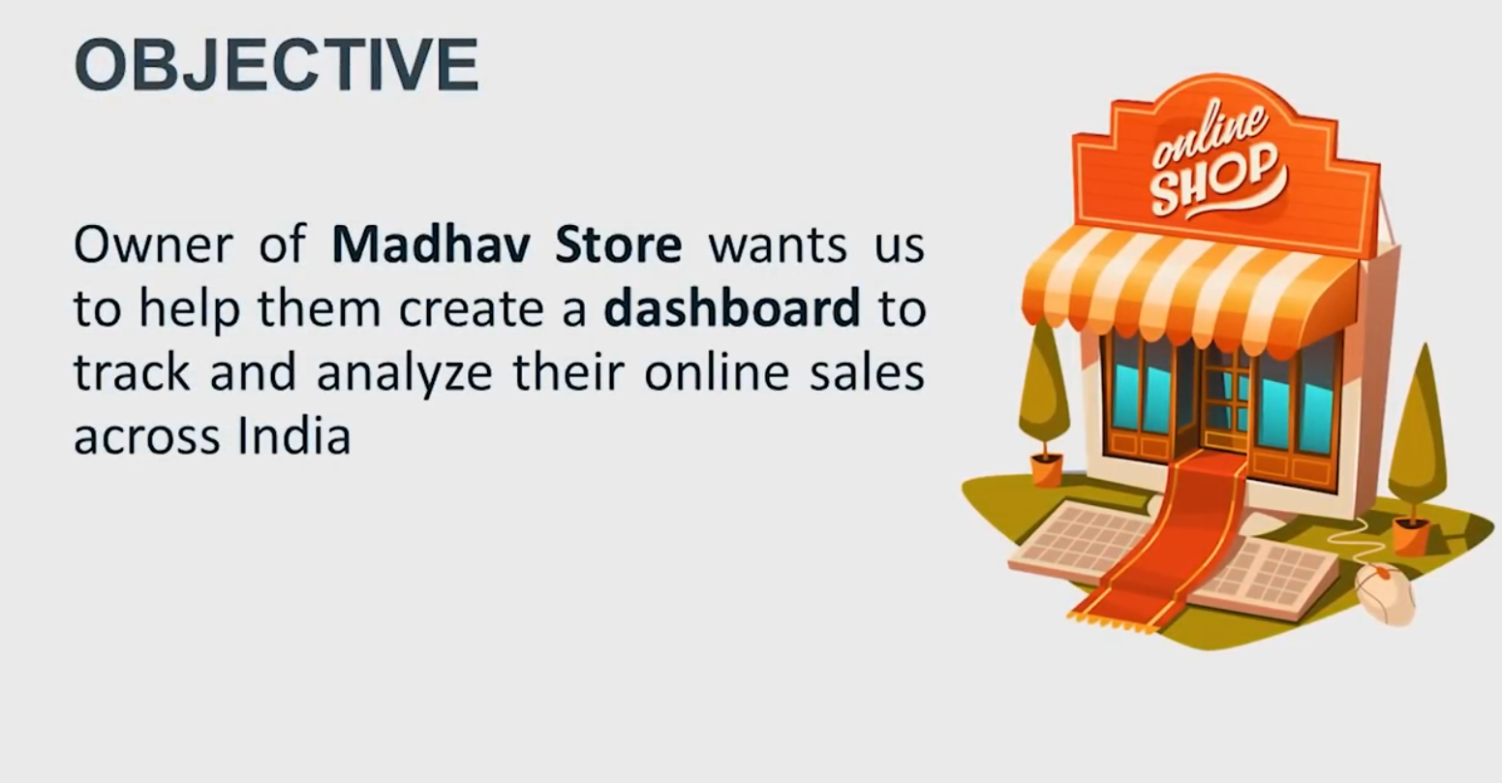 OBJECTIVE
online
SHOP
Owner of Madhav Store wants us
to help them create a dashboard to
track and analyze their online sales
across India